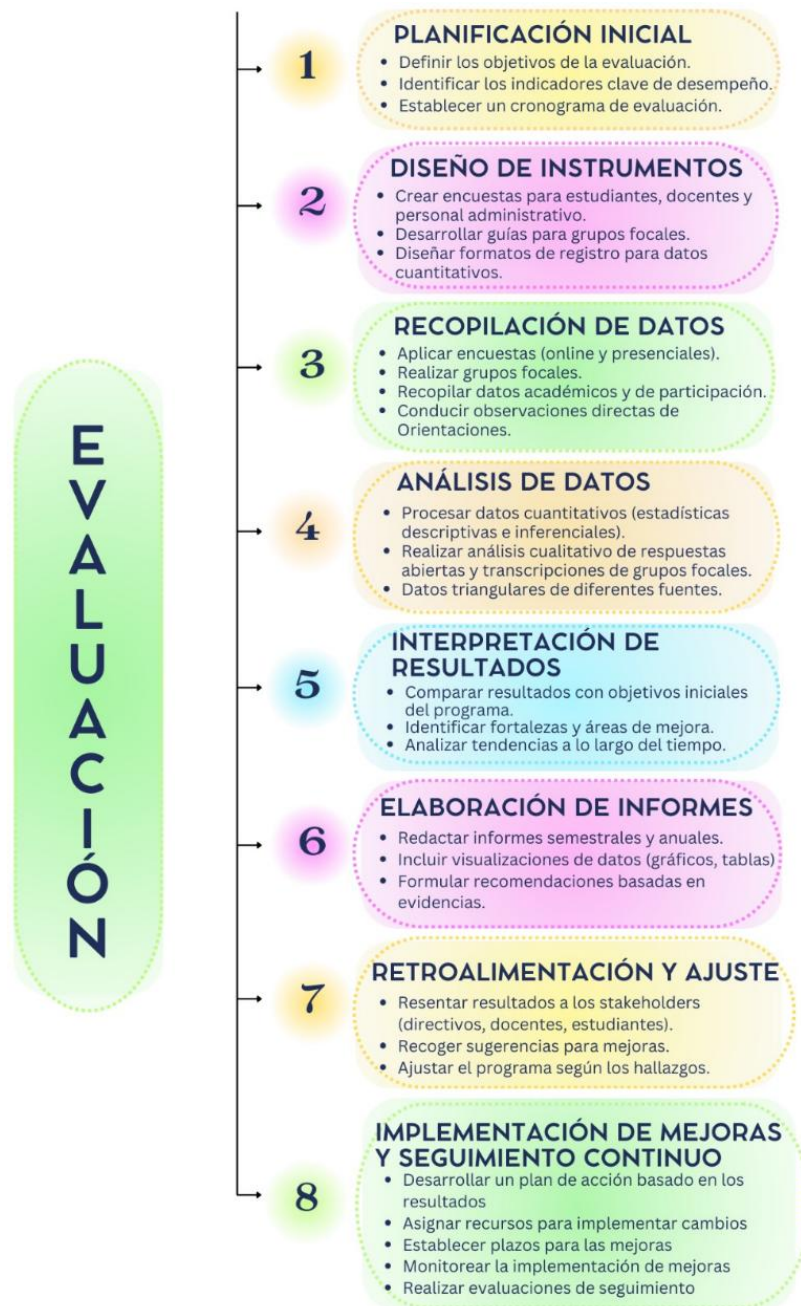 EVALUACIÓN
1
PLANIFICACIÓN INICIAL
• Definir los objetivos de la evaluación.
• Identificar los indicadores clave de desempeño.
• Establecer un cronograma de evaluación.
2
DISEÑO DE INSTRUMENTOS
• Crear encuestas para estudiantes, docentes y
personal administrativo.
• Desarrollar guías para grupos focales.
• Diseñar formatos de registro para datos
cuantitativos.
3
RECOPILACIÓN DE DATOS
• Aplicar encuestas (online y presenciales).
• Realizar grupos focales.
• Recopilar datos académicos y de participación.
• Conducir observaciones directas de
Orientaciones.
4
ANÁLISIS DE DATOS
• Procesar datos cuantitativos (estadísticas
descriptivas e inferenciales).
• Realizar análisis cualitativo de respuestas
abiertas y transcripciones de grupos focales.
• Datos triangulares de diferentes fuentes.
5
INTERPRETACIÓN DE
RESULTADOS
• Comparar resultados con objetivos iniciales
del programa.
• Identificar fortalezas y áreas de mejora.
• Analizar tendencias a lo largo del tiempo.
6
ELABORACIÓN DE INFORMES
• Redactar informes semestrales y anuales.
• Incluir visualizaciones de datos (gráficos, tablas)
• Formular recomendaciones basadas en
evidencias.
7
RETROALIMENTACIÓN Y AJUSTE
• Resentar resultados a los stakeholders
(directivos, docentes, estudiantes).
• Recoger sugerencias para mejoras.
• Ajustar el programa según los hallazgos.
8
IMPLEMENTACIÓN DE MEJORAS
Y SEGUIMIENTO CONTINUO
• Desarrollar un plan de acción basado en los
resultados
• Asignar recursos para implementar cambios
• Establecer plazos para las mejoras
• Monitorear la implementación de mejoras
• Realizar evaluaciones de seguimiento